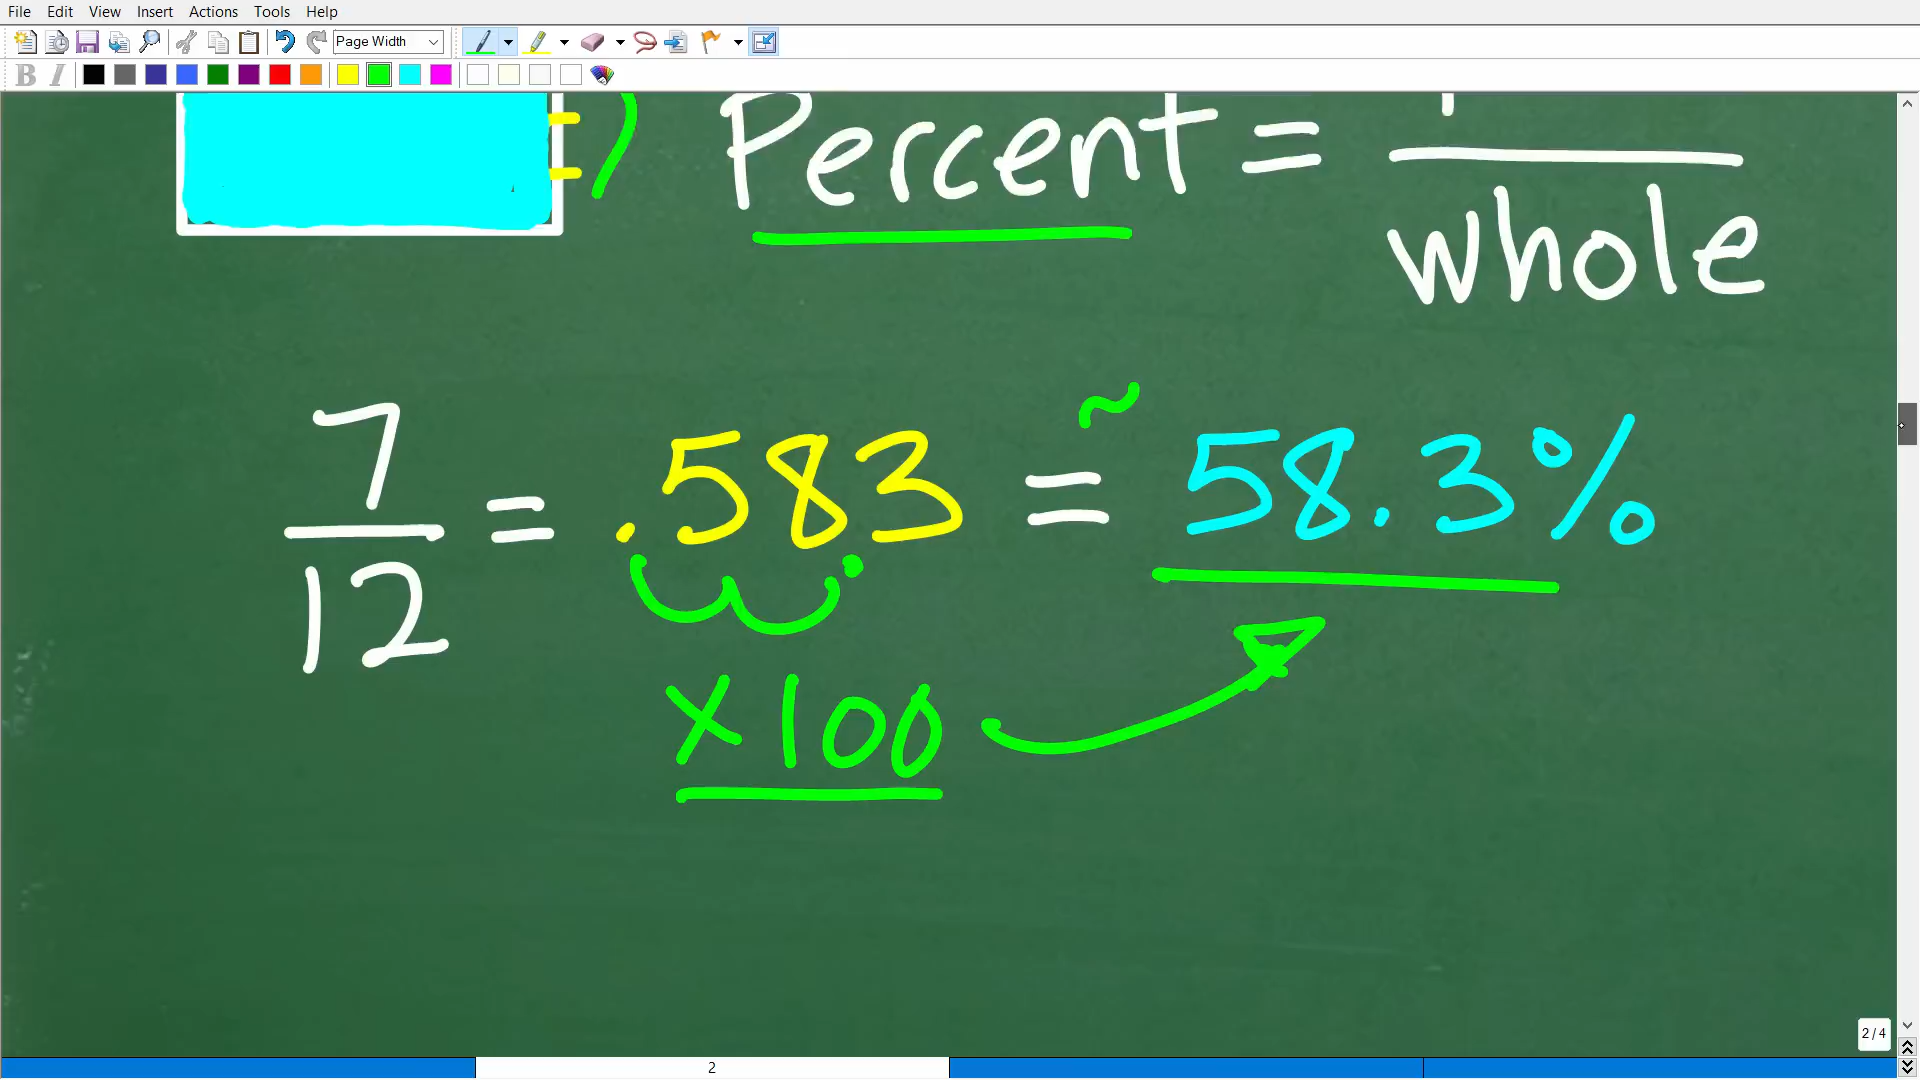 File Edit View Insert Actions Tools Help
Page Width
B I
Percent =
whole
7
12
= .583 = 58.3%
~
x100
2 / 4
2